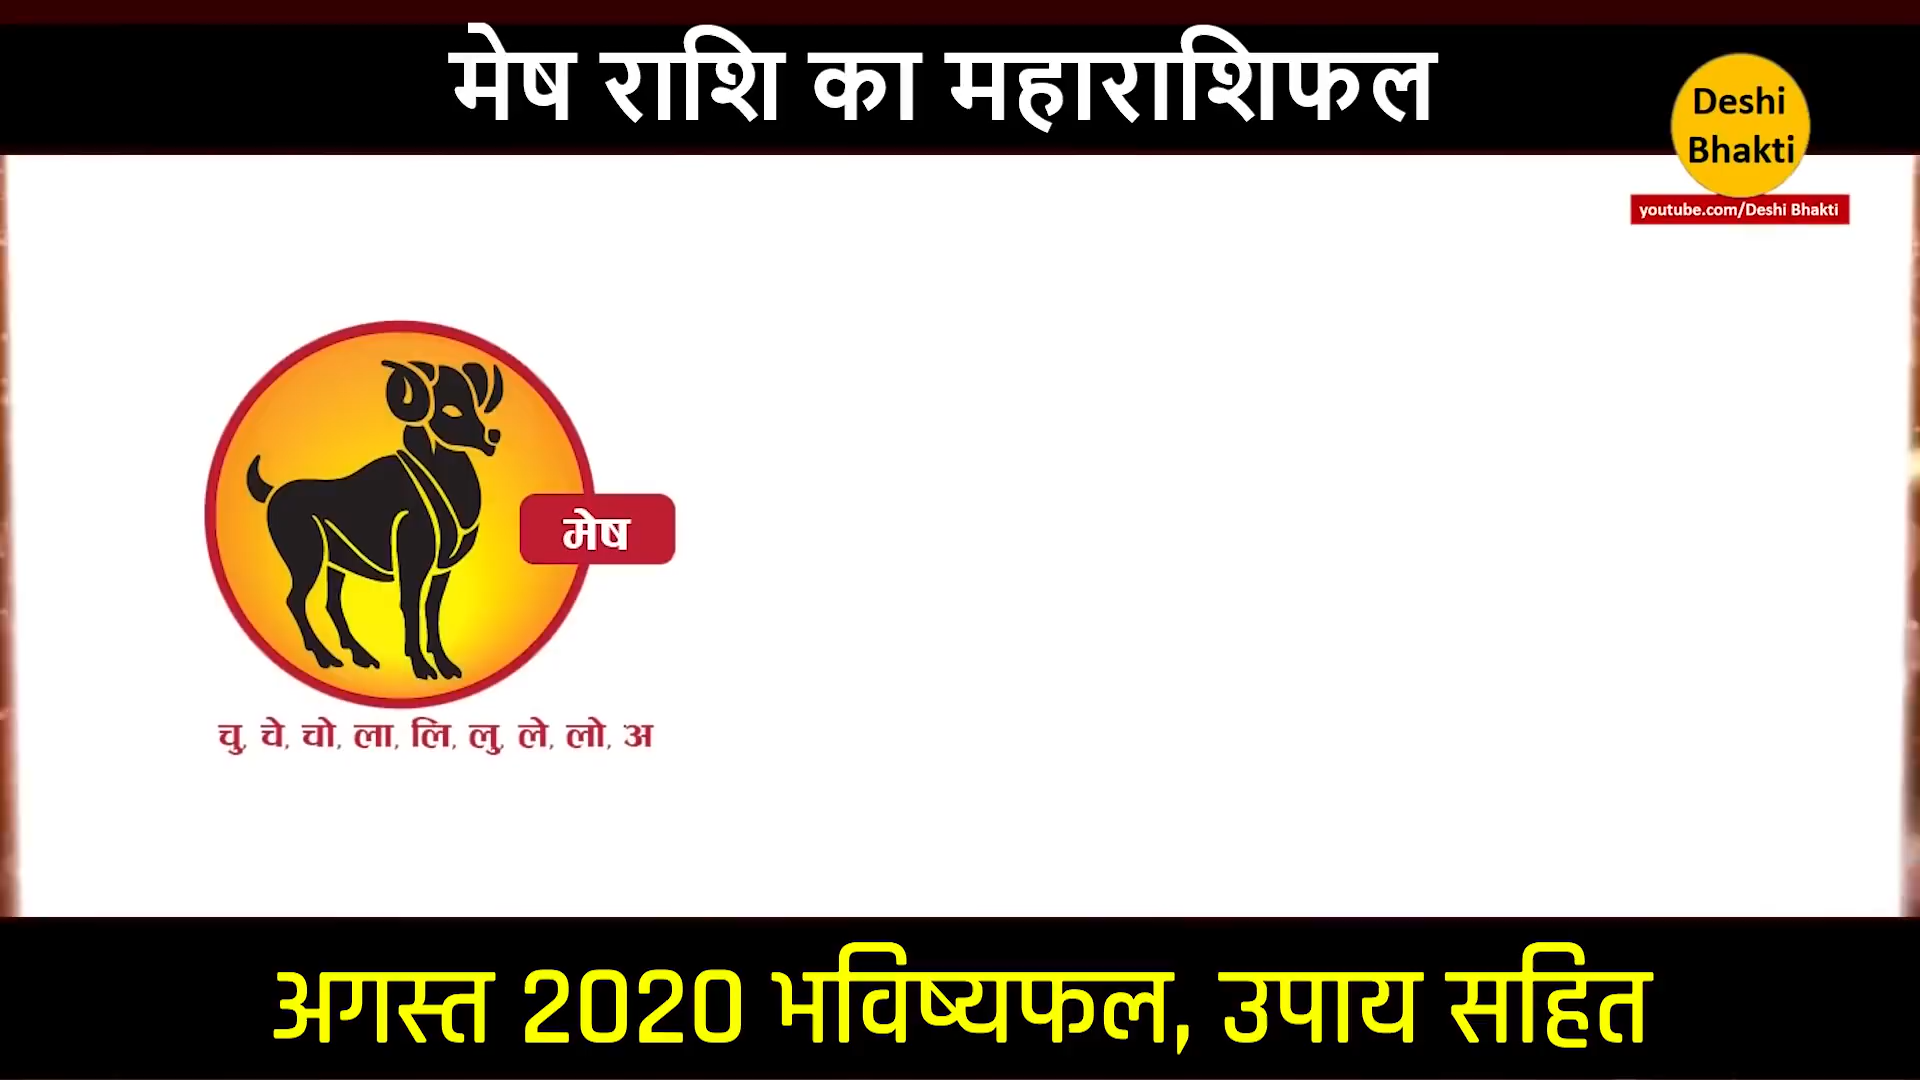 मेष राशि का महाराशिफल
Deshi
Bhakti
youtube.com/Deshi Bhakti
मेष
चु, चे, चो, ला, लि, लु, ले, लो, अ
अगस्त 2020 भविष्यफल, उपाय सहित